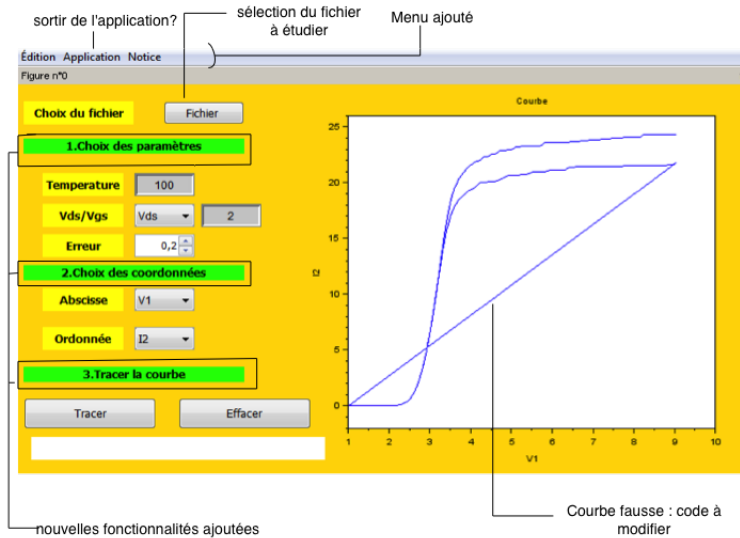 sortir de l'application?
sélection du fichier
à étudier
Menu ajouté
Édition Application Notice
Figure n°0
Choix du fichier
Fichier
1.Choix des paramètres
Temperature
100
Vds/Vgs
Vds
2
Erreur
0,2
2.Choix des coordonnées
Abscisse
V1
Ordonnée
I2
3.Tracer la courbe
Tracer
Effacer
Courbe
25
20
15
10
5
0
I2
1 2 3 4 5 6 7 8 9 10
V1
Courbe fausse : code à
modifier
nouvelles fonctionnalités ajoutées